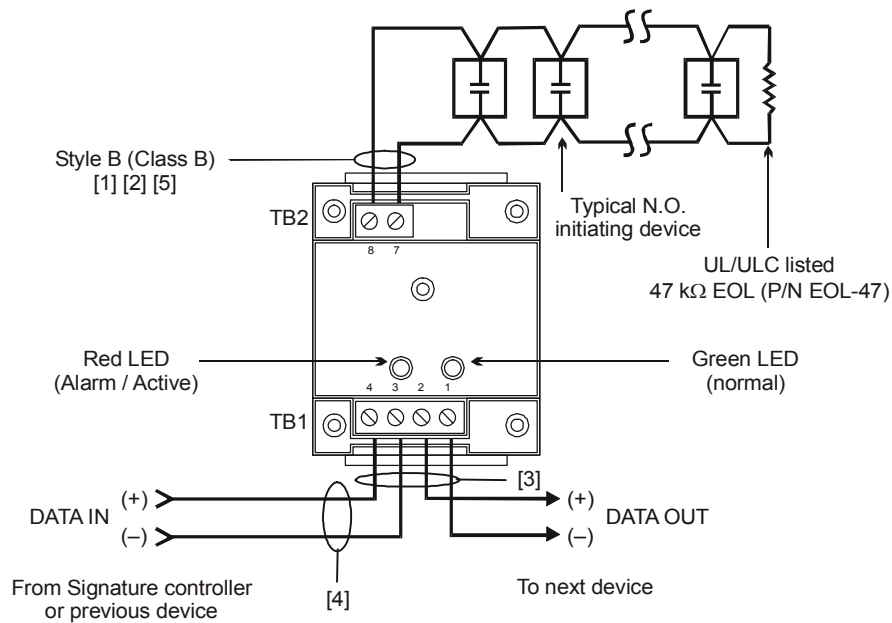 Style B (Class B)
[1] [2] [5]
TB2
8 7
Typical N.O.
initiating device
UL/ULC listed
47 kΩ EOL (P/N EOL-47)
Red LED
(Alarm / Active)
Green LED
(normal)
4 3 2 1
TB1
[3]
DATA IN
(+)
(–)
(+)
(–)
DATA OUT
[4]
From Signature controller
or previous device
To next device